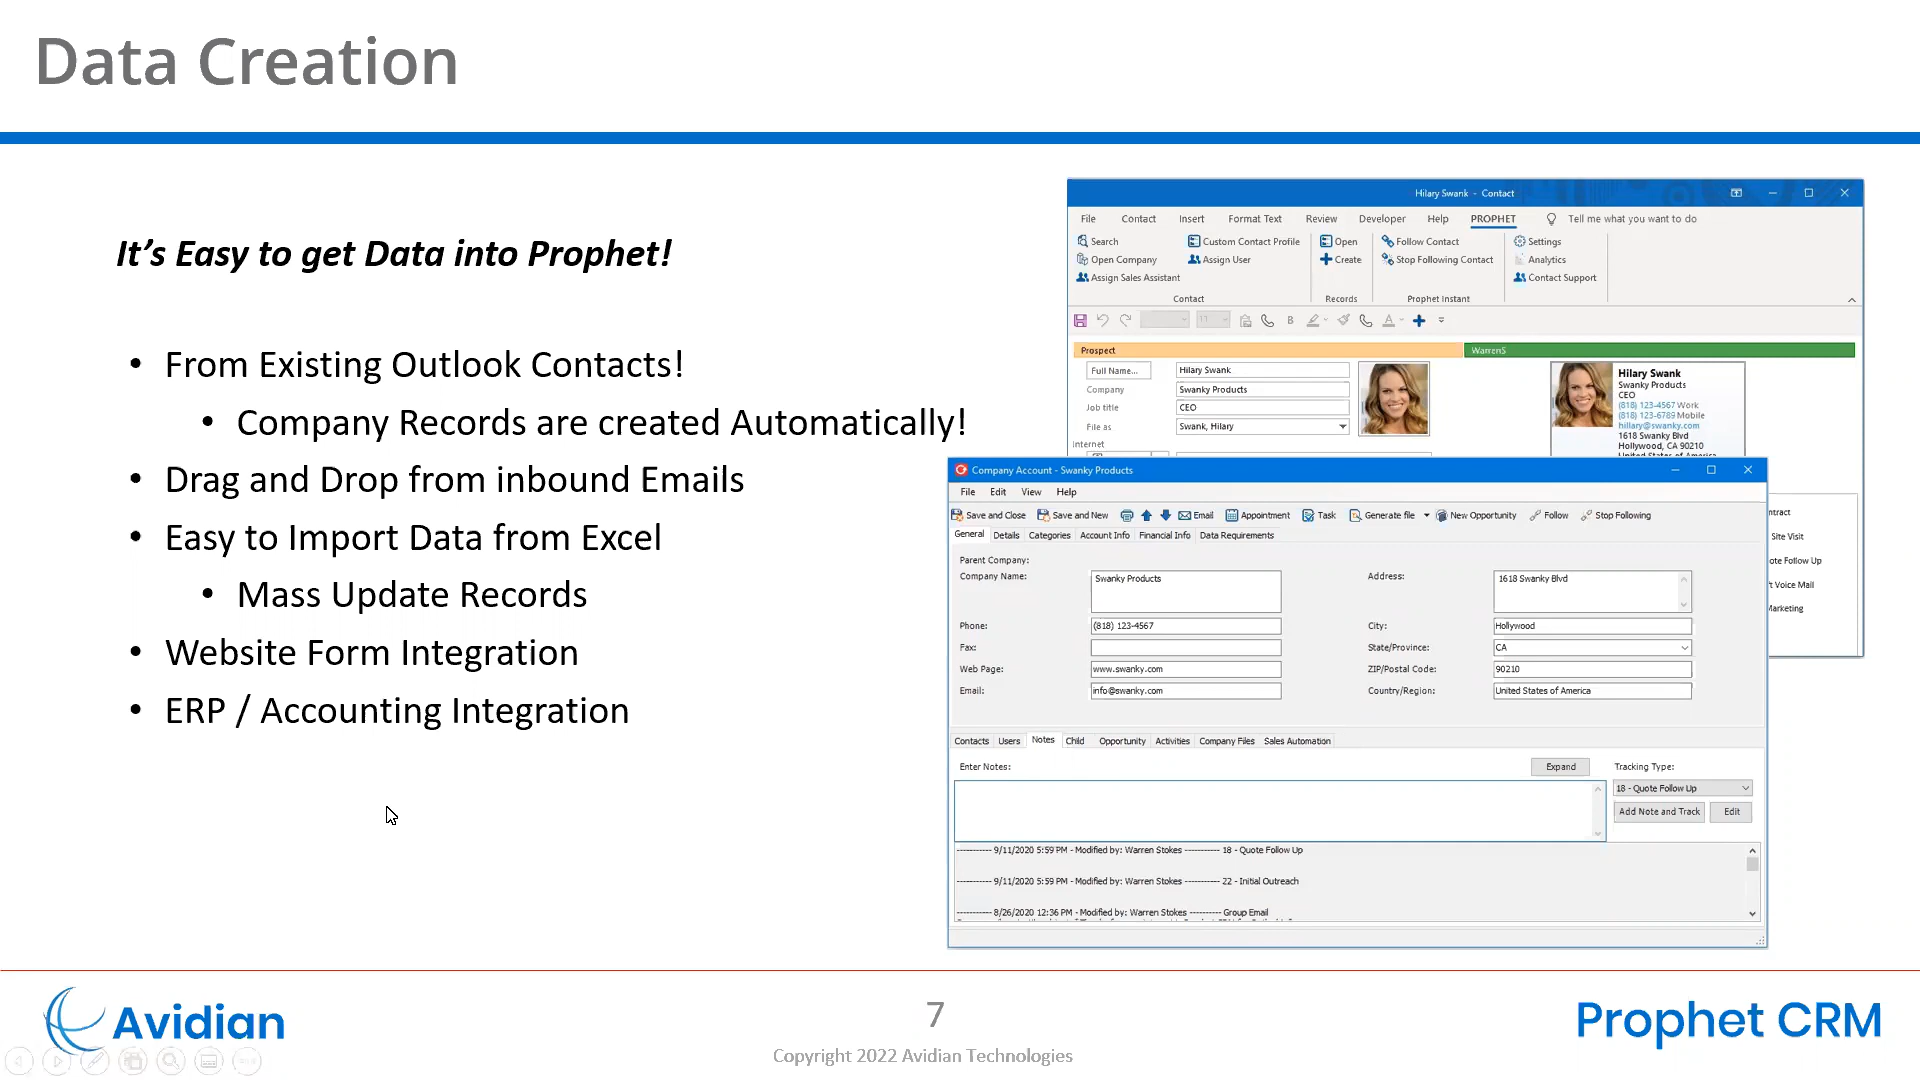 Data Creation
It's Easy to get Data into Prophet!
• From Existing Outlook Contacts!
• Company Records are created Automatically!
• Drag and Drop from inbound Emails
• Easy to Import Data from Excel
• Mass Update Records
• Website Form Integration
• ERP / Accounting Integration
Hilary Swank - Contact
File Contact Insert Format Text Review Developer Help PROPHET Tell me what you want to do
Search Custom Contact Profile Open Follow Contact Settings
Open Company Assign User Create Stop Following Contact Analytics
Assign Sales Assistant Contact Support
Contact Records Prophet Instant
11 B A
Prospect WarrenS
Full Name... Hilary Swank
Company Swanky Products
Job title CEO
File as Swank, Hilary
Internet
Hilary Swank
Swanky Products
CEO
(818) 123-4567 Work
(818) 123-6789 Mobile
hillary@swanky.com
1618 Swanky Blvd
Hollywood, CA 90210
United States of America
Site Visit
Voice Mail
Company Account - Swanky Products
File Edit View Help
Save and Close Save and New Email Appointment Task Generate file New Opportunity Follow Stop Following
General Details Categories Account Info Financial Info Data Requirements
Parent Company:
Company Name: Swanky Products Address: 1618 Swanky Blvd
Phone: (818) 123-4567 City: Hollywood
Fax: State/Province: CA
Web Page: www.swanky.com ZIP/Postal Code: 90210
Email: info@swanky.com Country/Region: United States of America
Contacts Users Notes Child Opportunity Activities Company Files Sales Automation
Enter Notes: Expand Tracking Type:
18 - Quote Follow Up
Add Note and Track Edit
----------- 9/11/2020 5:59 PM - Modified by: Warren Stokes ----------- 18 - Quote Follow Up
----------- 9/11/2020 5:59 PM - Modified by: Warren Stokes ----------- 22 - Initial Outreach
----------- 8/26/2020 12:36 PM - Modified by: Warren Stokes ---------- Group Email
Avidian
7
Copyright 2022 Avidian Technologies
Prophet CRM